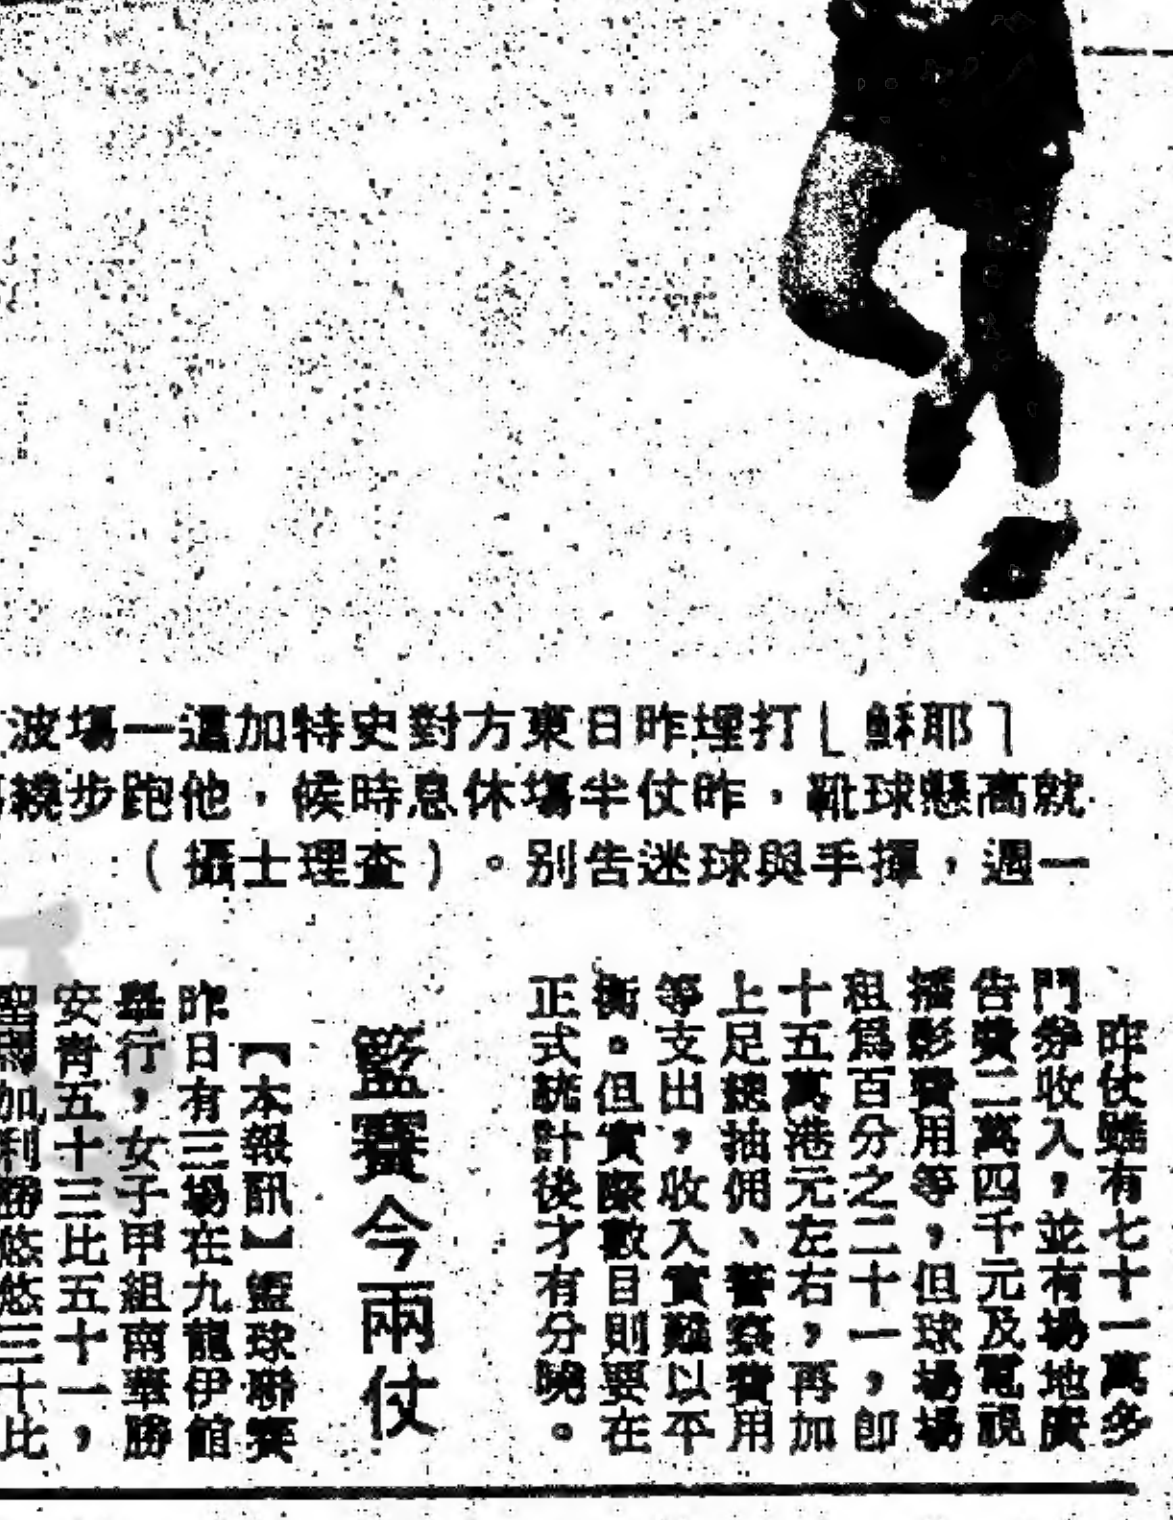 「耶穌」打埋昨日東方對史特加還一場波
就高懸球靴，昨仗半場休息時候，他跑步繞
一週，揮手與球迷告別。（查理士攝）
昨仗雖有七十一萬多
門券收入，並有場地廣
告費二萬四千元及電視
播影費用等，但球場場
租爲百分之二十一，卽
十五萬港元左右，再加
上足總抽佣、警察費用
等支出，收入實難以平
衡。但實際數目則要在
正式統計後才有分曉。
籃賽今兩仗
【本報訊】籃球聯賽
昨日有三場在九龍伊館
舉行，女子甲組南華勝
安青五十三比五十一，
聖瑪加利勝悠悠三十比